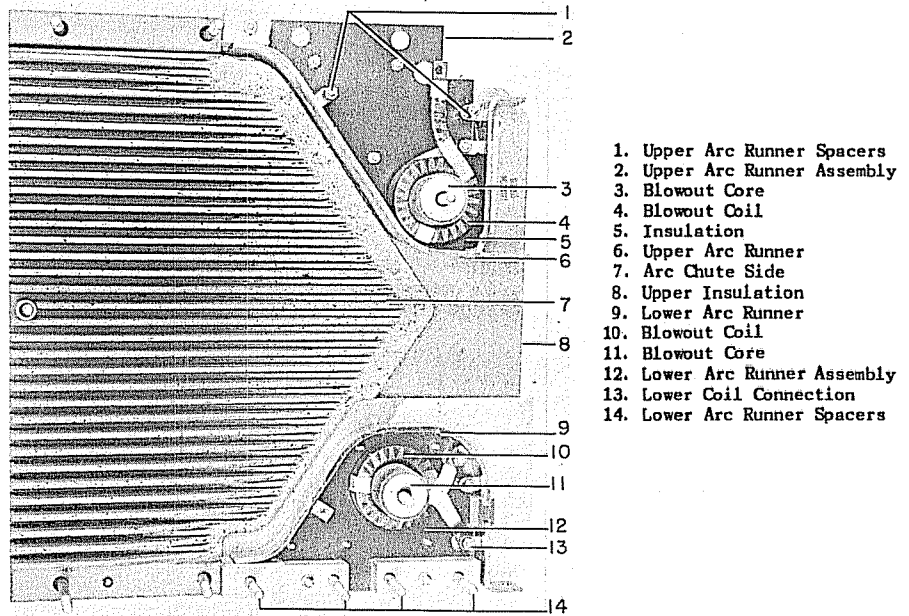 1
2
3
4
5
6
7
8
9
10
11
12
13
14
1. Upper Arc Runner Spacers
2. Upper Arc Runner Assembly
3. Blowout Core
4. Blowout Coil
5. Insulation
6. Upper Arc Runner
7. Arc Chute Side
8. Upper Insulation
9. Lower Arc Runner
10. Blowout Coil
11. Blowout Core
12. Lower Arc Runner Assembly
13. Lower Coil Connection
14. Lower Arc Runner Spacers